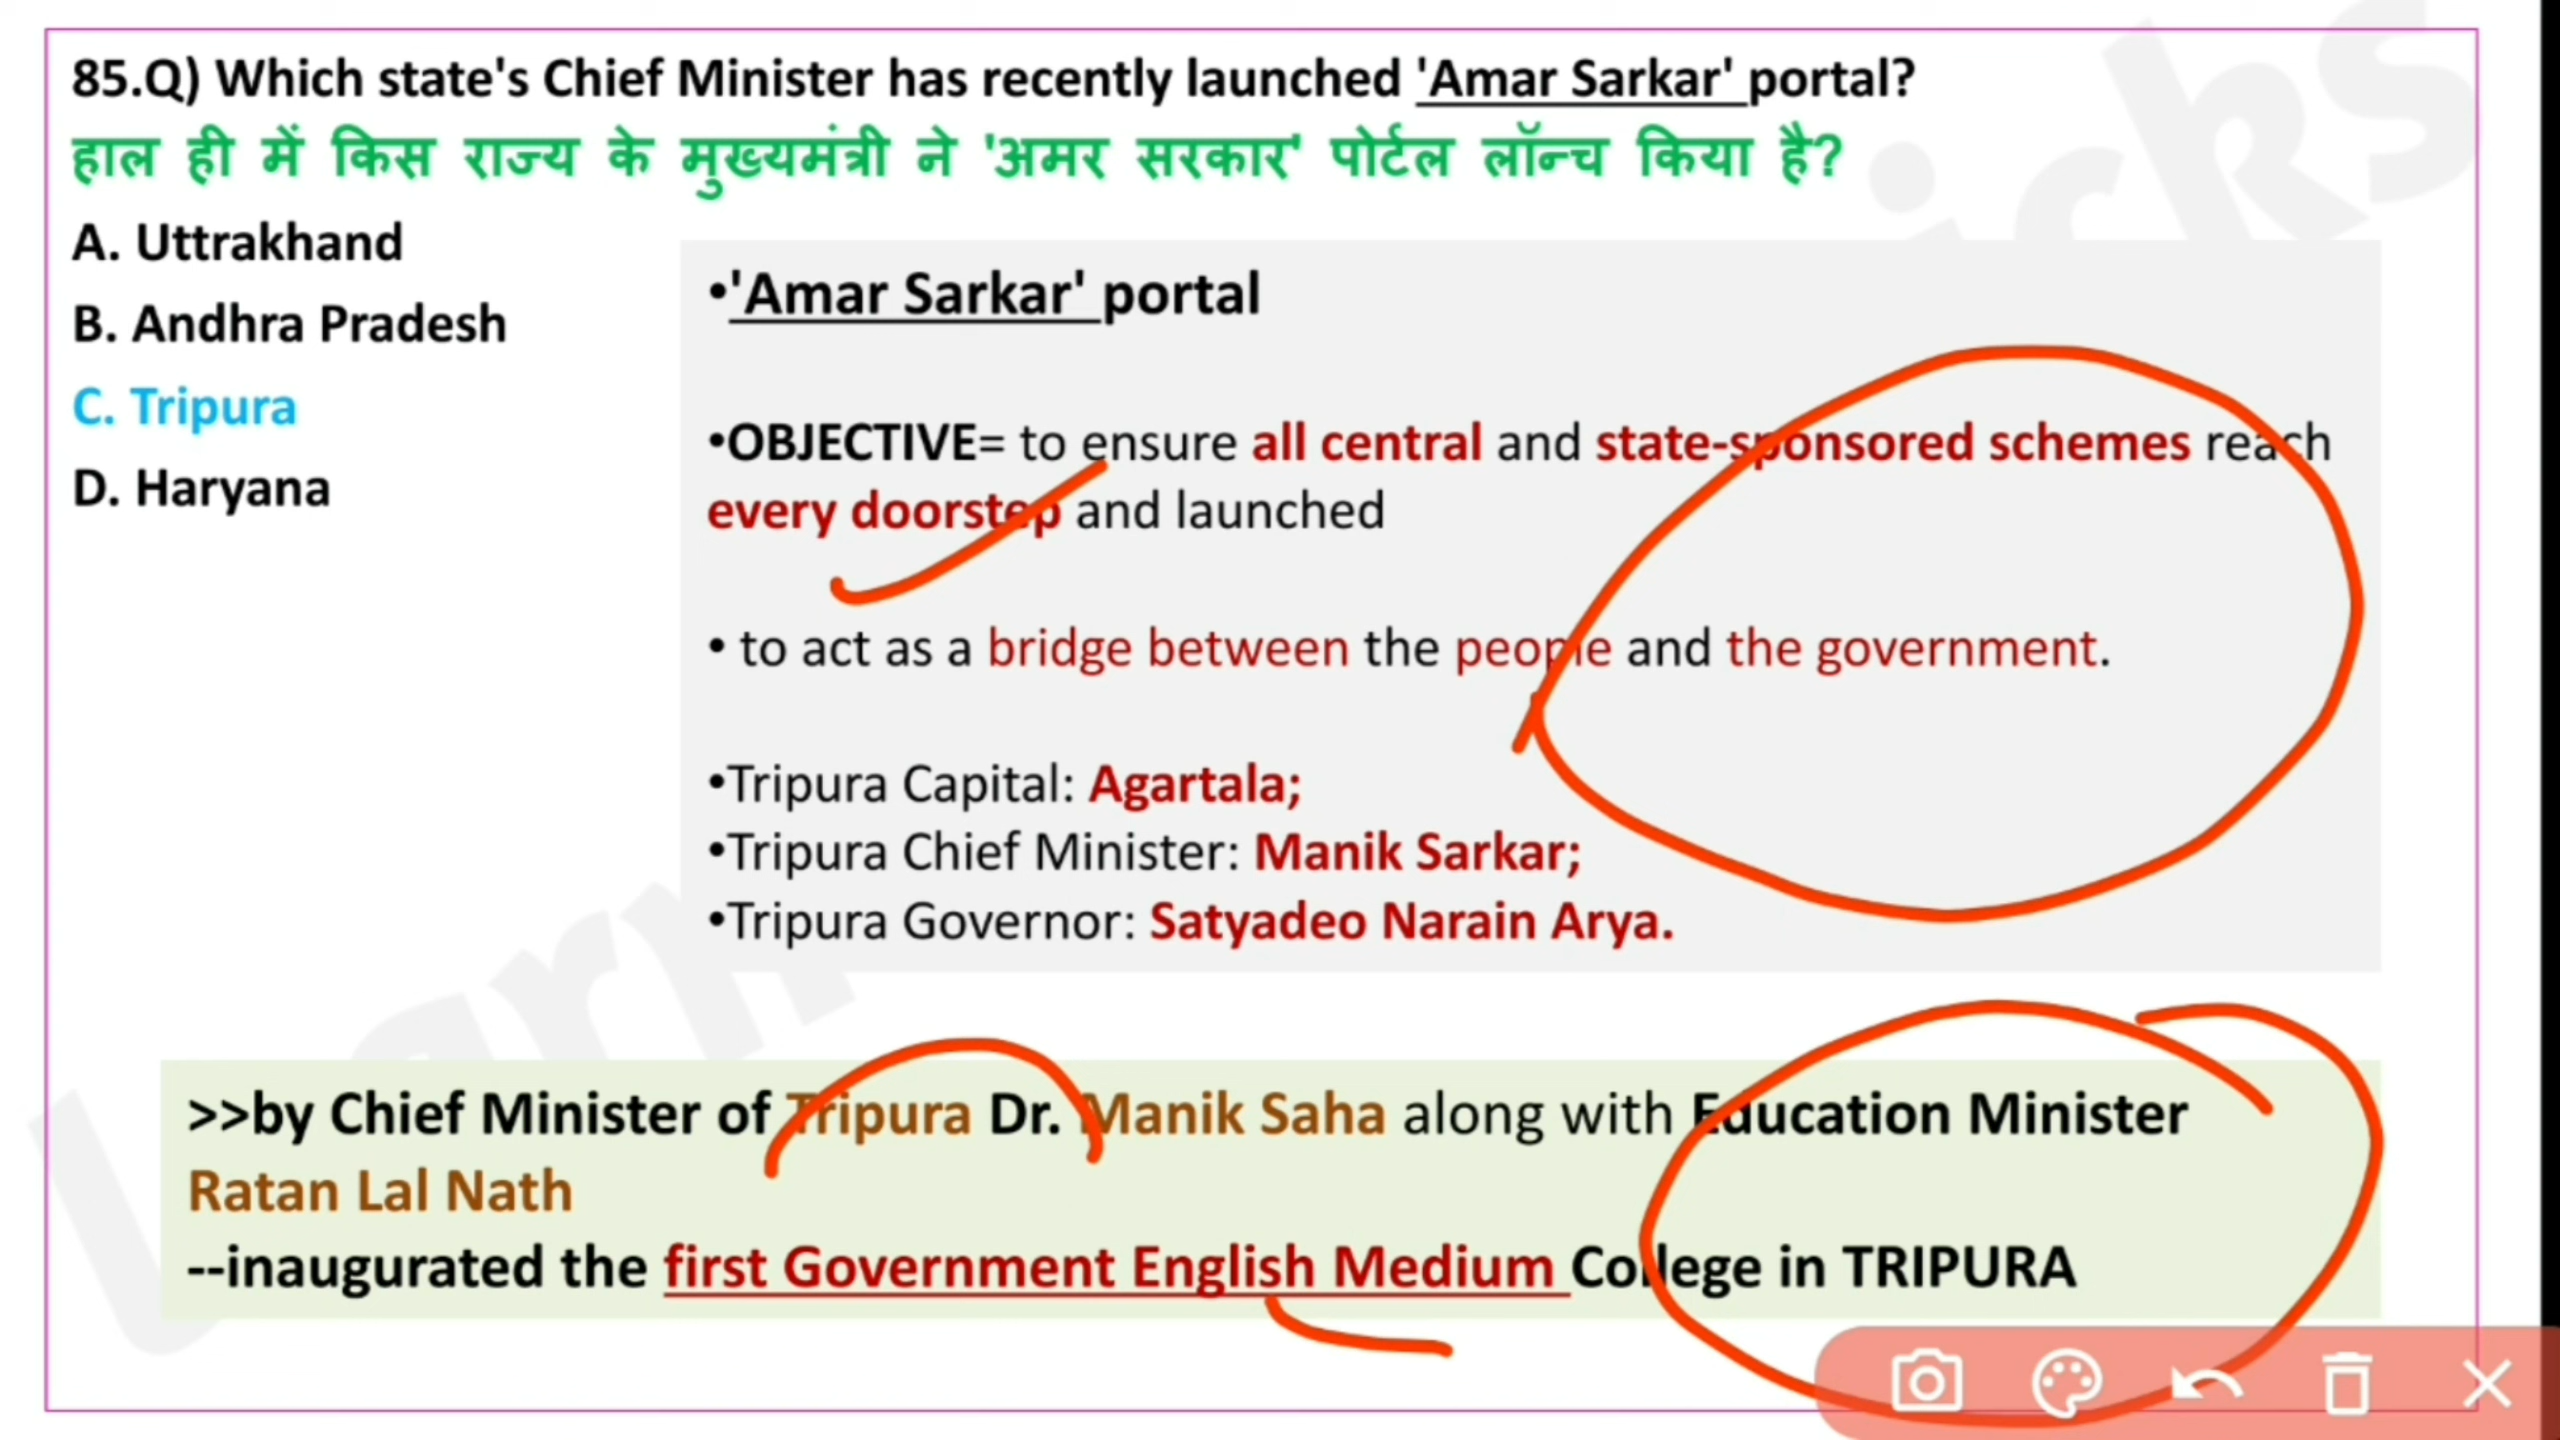 85.Q) Which state's Chief Minister has recently launched 'Amar Sarkar' portal?
हाल ही में किस राज्य के मुख्यमंत्री ने 'अमर सरकार' पोर्टल लॉन्च किया है?
A. Uttrakhand
B. Andhra Pradesh
C. Tripura
D. Haryana
•'Amar Sarkar' portal
•OBJECTIVE= to ensure all central and state-sponsored schemes reach
every doorstep and launched
• to act as a bridge between the people and the government.
•Tripura Capital: Agartala;
•Tripura Chief Minister: Manik Sarkar;
•Tripura Governor: Satyadeo Narain Arya.
>>by Chief Minister of Tripura Dr. Manik Saha along with Education Minister
Ratan Lal Nath
--inaugurated the first Government English Medium College in TRIPURA